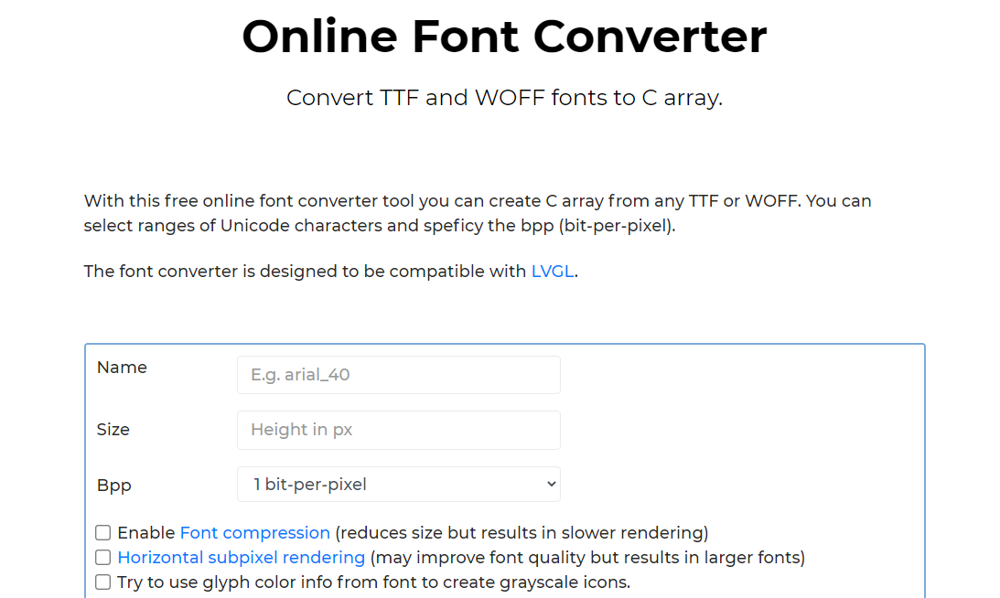 Online Font Converter
Convert TTF and WOFF fonts to C array.
With this free online font converter tool you can create C array from any TTF or WOFF. You can
select ranges of Unicode characters and speficy the bpp (bit-per-pixel).
The font converter is designed to be compatible with LVGL.
Name E.g. arial_40
Size Height in px
Bpp 1 bit-per-pixel
Enable Font compression (reduces size but results in slower rendering)
Horizontal subpixel rendering (may improve font quality but results in larger fonts)
Try to use glyph color info from font to create grayscale icons.